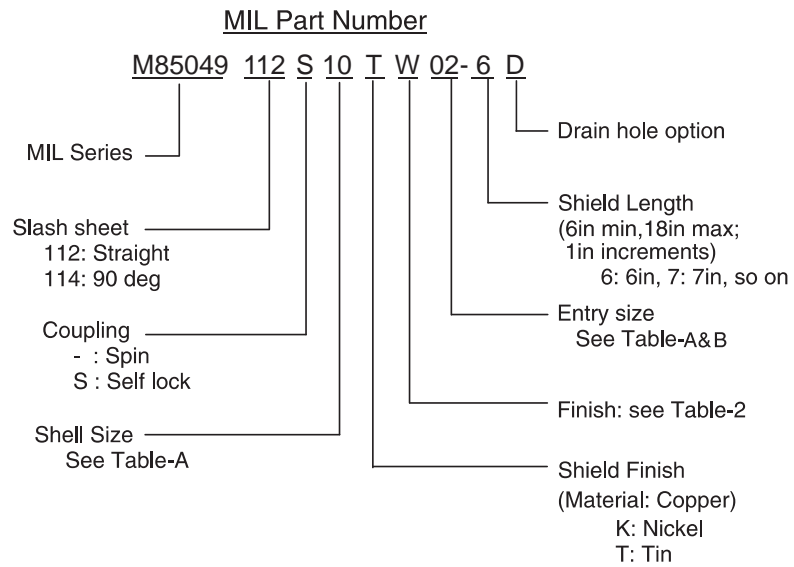 MIL Part Number
M85049 112 S 10 T W 02- 6 D
Drain hole option
MIL Series
Shield Length
(6in min,18in max;
1in increments)
6: 6in, 7: 7in, so on
Slash sheet
112: Straight
114: 90 deg
Entry size
See Table-A&B
Coupling
- : Spin
S : Self lock
Finish: see Table-2
Shell Size
See Table-A
Shield Finish
(Material: Copper)
K: Nickel
T: Tin